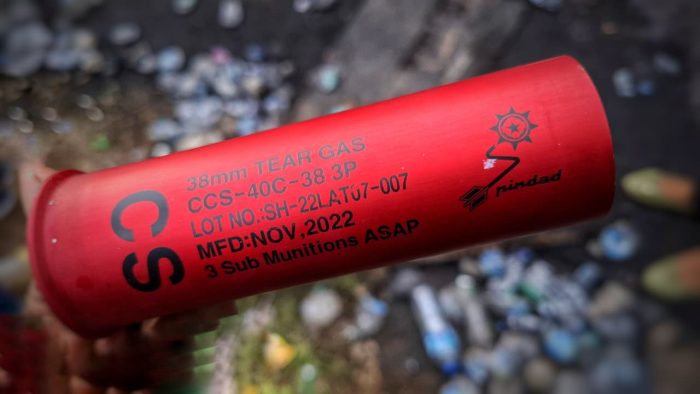 CS
38mm TEAR GAS
CCS-40C-38 3P
LOT NO.:SH-22LAT07-007
MFD:NOV.2022
3 Sub Munitions ASAP
pindad